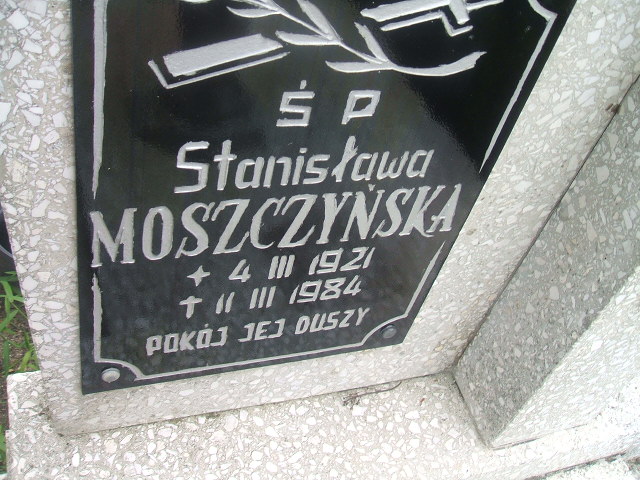 Ś P
Stanisława
MOSZCZYŃSKA
+ 4 III 1921
† 11 III 1984
POKÓJ JEJ DUSZY